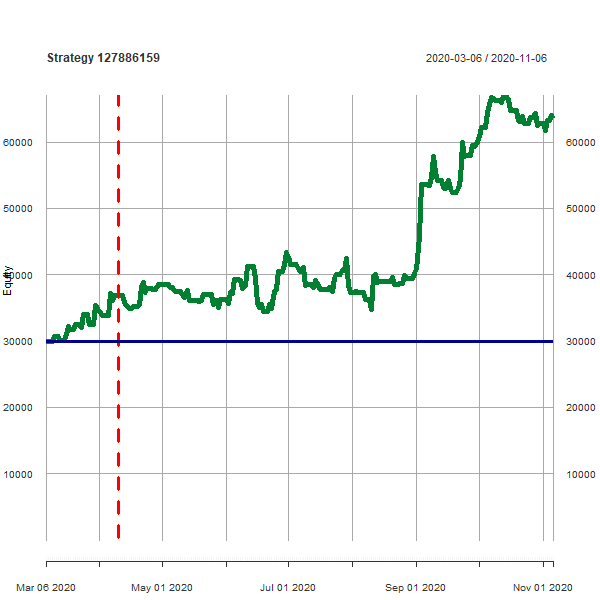 Strategy 127886159
2020-03-06 / 2020-11-06
60000
60000
50000
50000
Equity
40000
40000
30000
30000
20000
20000
10000
10000
Mar 06 2020
May 01 2020
Jul 01 2020
Sep 01 2020
Nov 01 2020